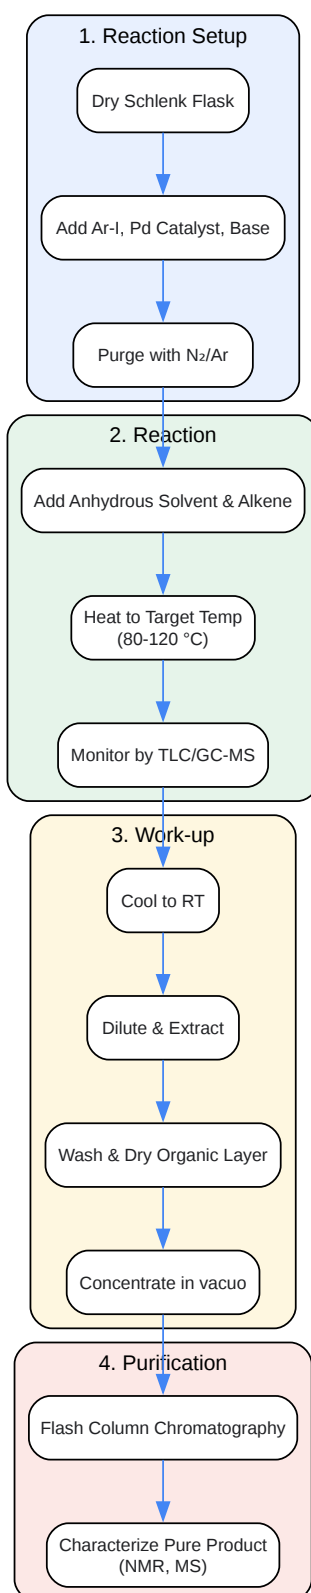 1. Reaction Setup
Dry Schlenk Flask
Add Ar-I, Pd Catalyst, Base
Purge with N₂/Ar
2. Reaction
Add Anhydrous Solvent & Alkene
Heat to Target Temp
(80-120 °C)
Monitor by TLC/GC-MS
3. Work-up
Cool to RT
Dilute & Extract
Wash & Dry Organic Layer
Concentrate in vacuo
4. Purification
Flash Column Chromatography
Characterize Pure Product
(NMR, MS)